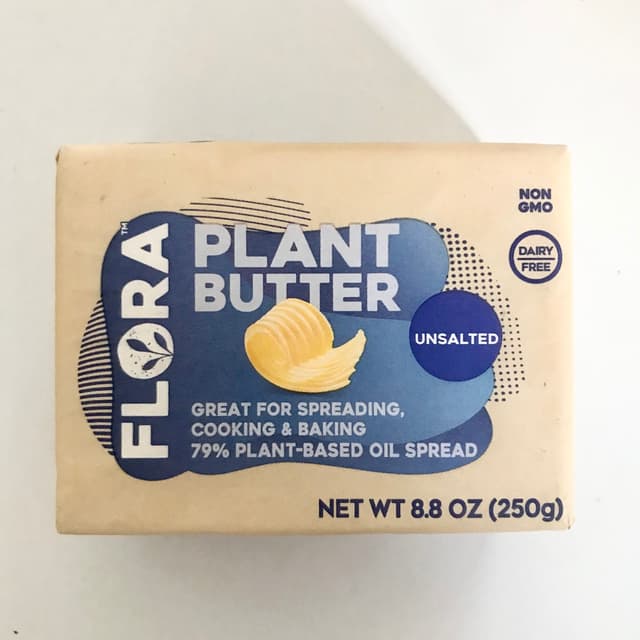 FLORA™
PLANT
BUTTER
NON
GMO
DAIRY
FREE
UNSALTED
GREAT FOR SPREADING,
COOKING & BAKING
79% PLANT-BASED OIL SPREAD
NET WT 8.8 OZ (250g)